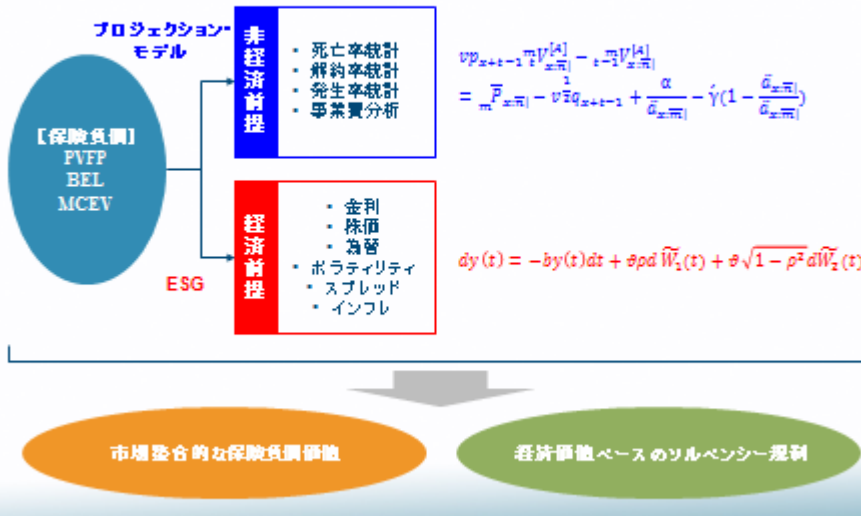 プロジェクション・
モデル
非経済前提
・ 死亡率統計
・ 解約率統計
・ 発生率統計
・ 事業費分析
【保険負債】
PVFP
BEL
MCEV
ESG
経済前提
・ 金利
・ 株価
・ 為替
・ ボラティリティ
・ スプレッド
・ インフレ
dy(t) = −by(t)dt + ϑρdW̃₁(t) + ϑ√1 − ρ² dW̃₂(t)
市場整合的な保険負債価値
経済価値ベースのソルベンシー規制